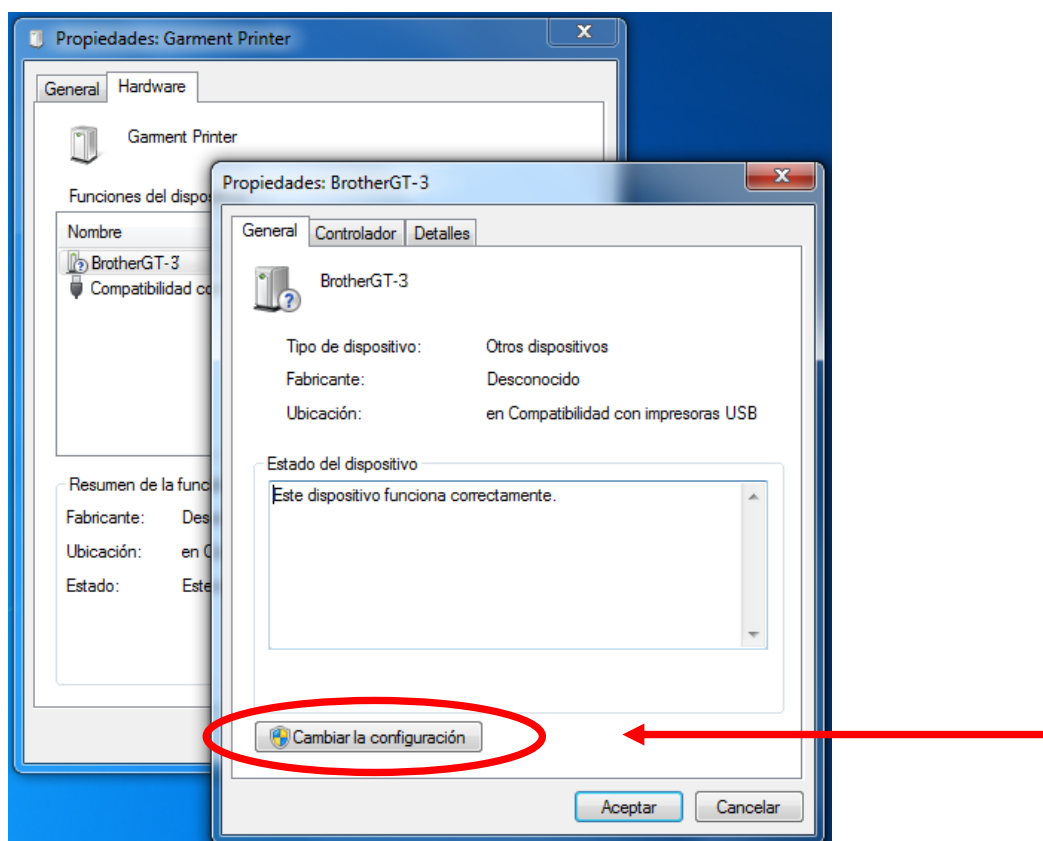 Propiedades: Garment Printer
General Hardware
Garment Printer
Funciones del dispo
Nombre
BrotherGT-3
Compatibilidad co
Resumen de la func
Fabricante: Des
Ubicación: en C
Estado: Este
Propiedades: BrotherGT-3
General Controlador Detalles
BrotherGT-3
Tipo de dispositivo: Otros dispositivos
Fabricante: Desconocido
Ubicación: en Compatibilidad con impresoras USB
Estado del dispositivo
Este dispositivo funciona correctamente.
Cambiar la configuración
Aceptar Cancelar